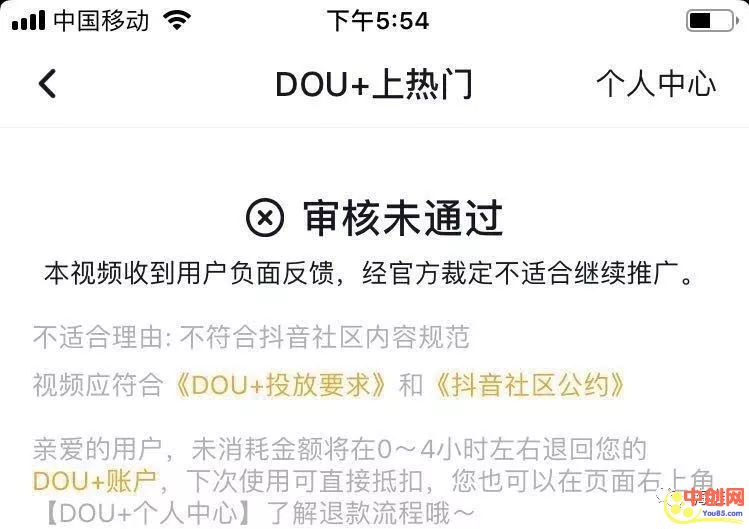 中国移动
下午5:54
DOU+上热门
个人中心
审核未通过
本视频收到用户负面反馈，经官方裁定不适合继续推广。
不适合理由: 不符合抖音社区内容规范
视频应符合《DOU+投放要求》和《抖音社区公约》
亲爱的用户，未消耗金额将在0～4小时左右退回您的
DOU+账户，下次使用可直接抵扣，您也可以在页面右上角
【DOU+个人中心】了解退款流程哦～
中创网
You85.com